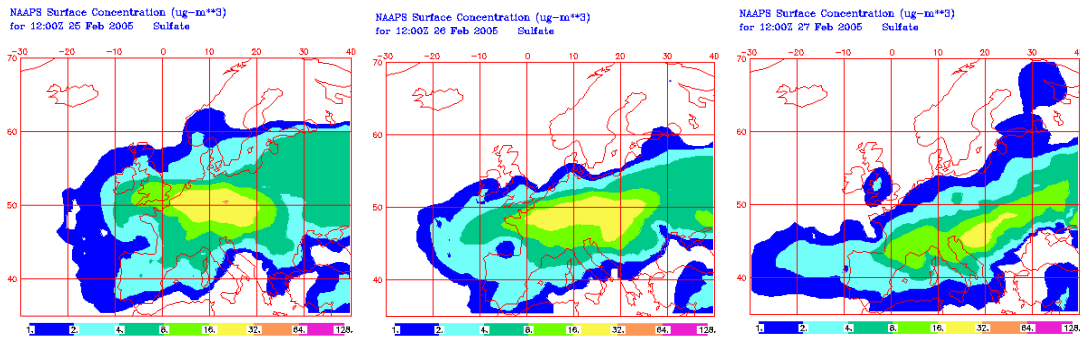 NAAPS Surface Concentration (ug-m**3)
for 12:00Z 25 Feb 2005 Sulfate
-30 -20 -10 0 10 20 30 40
70
60
50
40
1. 2. 4. 8. 16. 32. 64. 128.
NAAPS Surface Concentration (ug-m**3)
for 12:00Z 26 Feb 2005 Sulfate
-30 -20 -10 0 10 20 30 40
70
60
50
40
1. 2. 4. 8. 16. 32. 64. 128.
NAAPS Surface Concentration (ug-m**3)
for 12:00Z 27 Feb 2005 Sulfate
-30 -20 -10 0 10 20 30 40
70
60
50
40
1. 2. 4. 8. 16. 32. 64. 128.